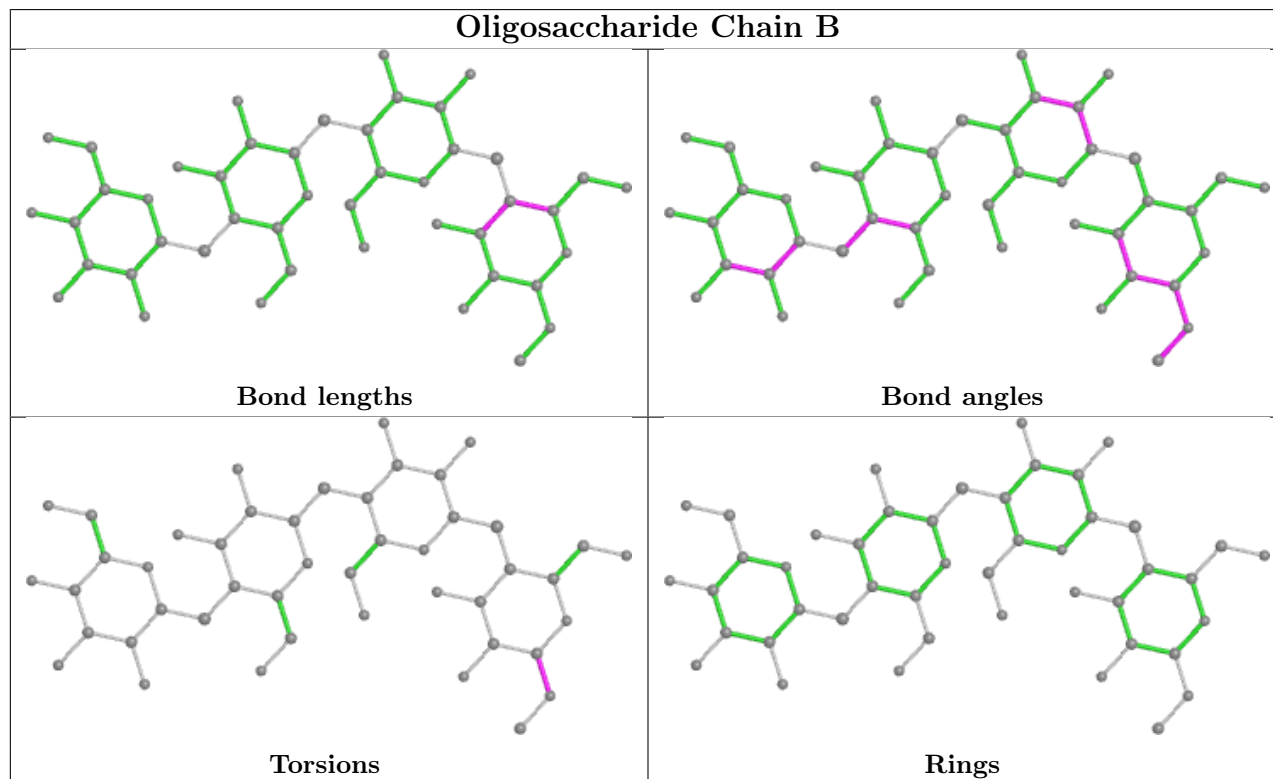 Oligosaccharide Chain B
Bond lengths
Bond angles
Torsions
Rings